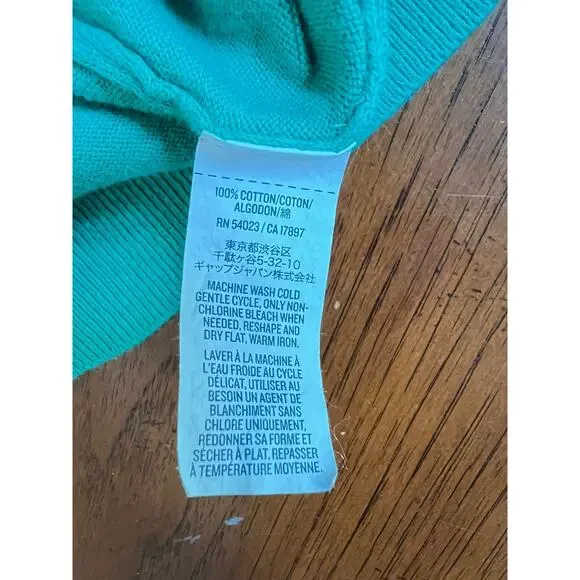 100% COTTON/COTON/
ALGODON/綿
RN 54023 / CA 17897
東京都渋谷区
千駄ヶ谷5-32-10
ギャップジャパン株式会社
MACHINE WASH COLD
GENTLE CYCLE, ONLY NON-
CHLORINE BLEACH WHEN
NEEDED, RESHAPE AND
DRY FLAT, WARM IRON.
LAVER À LA MACHINE À
L'EAU FROIDE AU CYCLE
DÉLICAT, UTILISER AU
BESOIN UN AGENT DE
BLANCHIMENT SANS
CHLORE UNIQUEMENT,
REDONNER SA FORME ET
SÉCHER À PLAT, REPASSER
À TEMPÉRATURE MOYENNE.